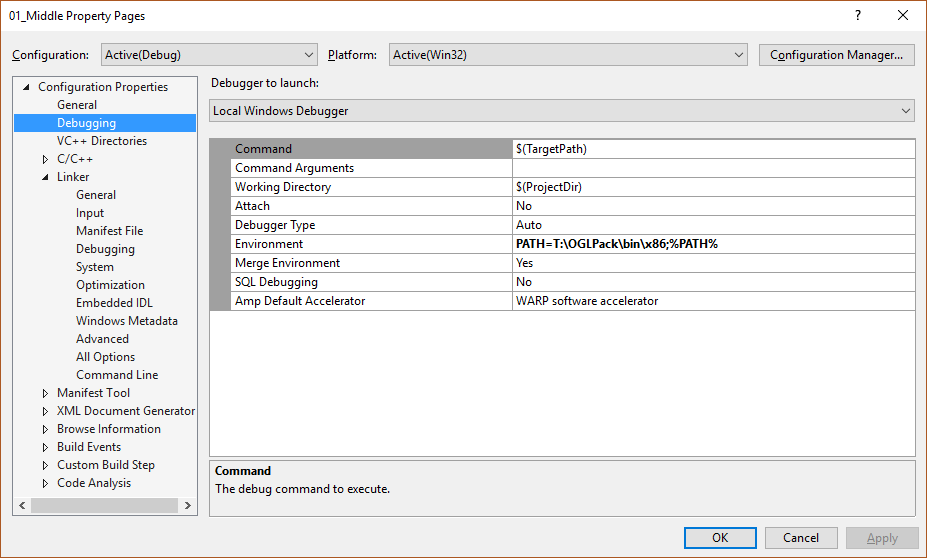 01_Middle Property Pages
?
Configuration: Active(Debug) Platform: Active(Win32) Configuration Manager...
Configuration Properties
General
Debugging
VC++ Directories
C/C++
Linker
General
Input
Manifest File
Debugging
System
Optimization
Embedded IDL
Windows Metadata
Advanced
All Options
Command Line
Manifest Tool
XML Document Generator
Browse Information
Build Events
Custom Build Step
Code Analysis
Debugger to launch:
Local Windows Debugger
Command $(TargetPath)
Command Arguments
Working Directory $(ProjectDir)
Attach No
Debugger Type Auto
Environment PATH=T:\OGLPack\bin\x86;%PATH%
Merge Environment Yes
SQL Debugging No
Amp Default Accelerator WARP software accelerator
Command
The debug command to execute.
OK Cancel Apply